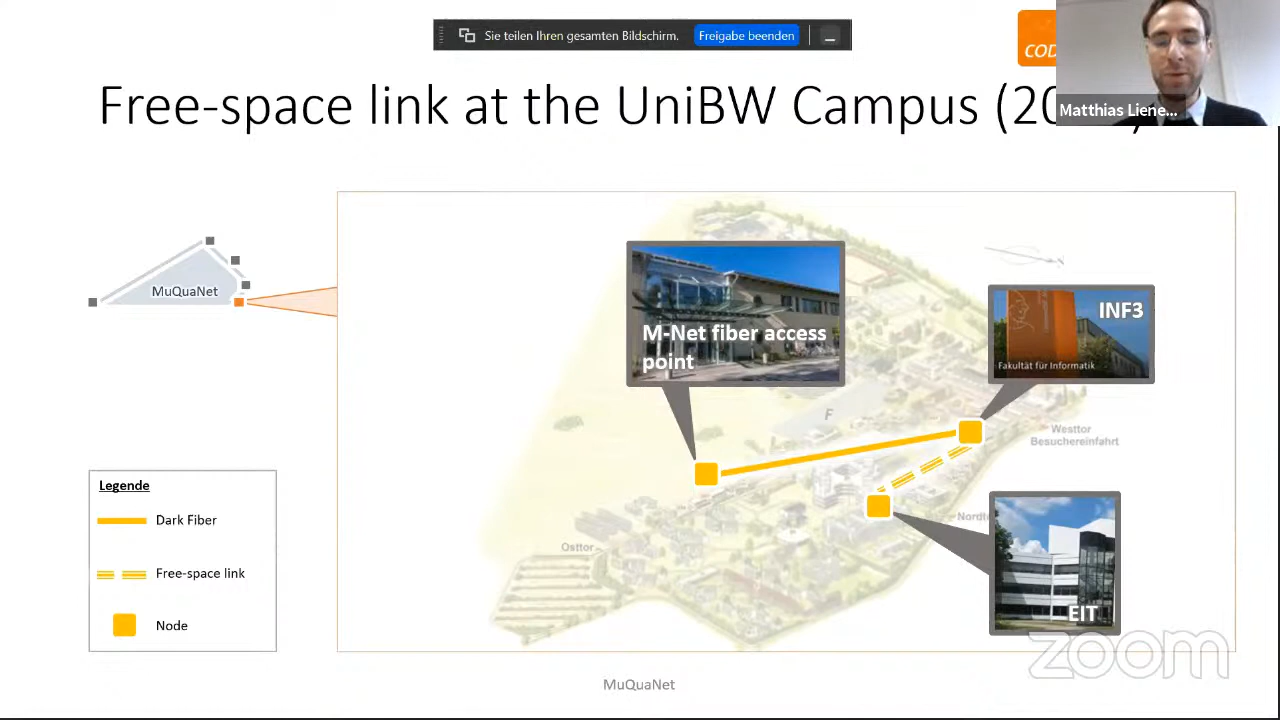 Sie teilen Ihren gesamten Bildschirm. Freigabe beenden
COD
Free-space link at the UniBW Campus (20
Matthias Liene...
MuQuaNet
M-Net fiber access
point
INF3
Fakultät für Informatik
F
Westtor
Besuchereinfahrt
Legende
Dark Fiber
Free-space link
Node
Osttor
Nordto
EIT
zoom
MuQuaNet